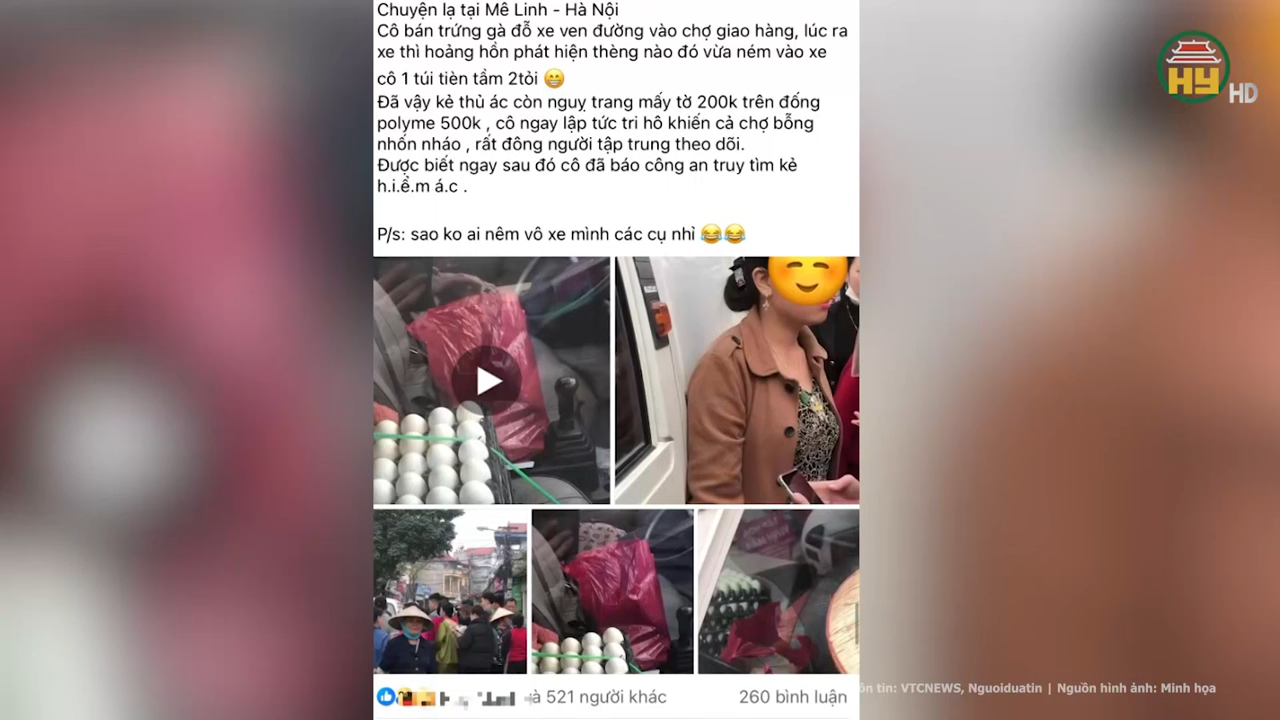 Chuyện lạ tại Mê Linh - Hà Nội
Cô bán trứng gà đỗ xe ven đường vào chợ giao hàng, lúc ra
xe thì hoảng hồn phát hiện thèng nào đó vừa ném vào xe
cô 1 túi tièn tầm 2tỏi 😁
Đã vậy kẻ thủ ác còn nguỵ trang mấy tờ 200k trên đống
polyme 500k , cô ngay lập tức tri hô khiến cả chợ bỗng
nhốn nháo , rất đông người tập trung theo dõi.
Được biết ngay sau đó cô đã báo công an truy tìm kẻ
h.i.ể.m á.c .
P/s: sao ko ai nêm vô xe mình các cụ nhỉ 😂😂
HY
HD
à 521 người khác
260 bình luận
ồn tin: VTCNEWS, Nguoiduatin | Nguồn hình ảnh: Minh họa